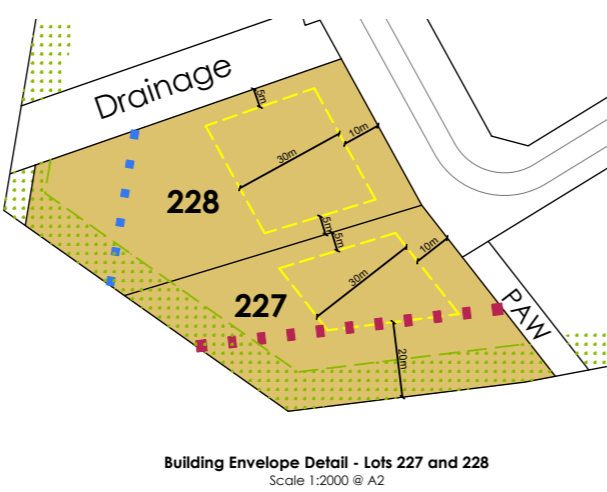 Drainage
5m
10m
30m
228
5m
5m
10m
30m
227
PAW
20m
Building Envelope Detail - Lots 227 and 228
Scale 1:2000 @ A2